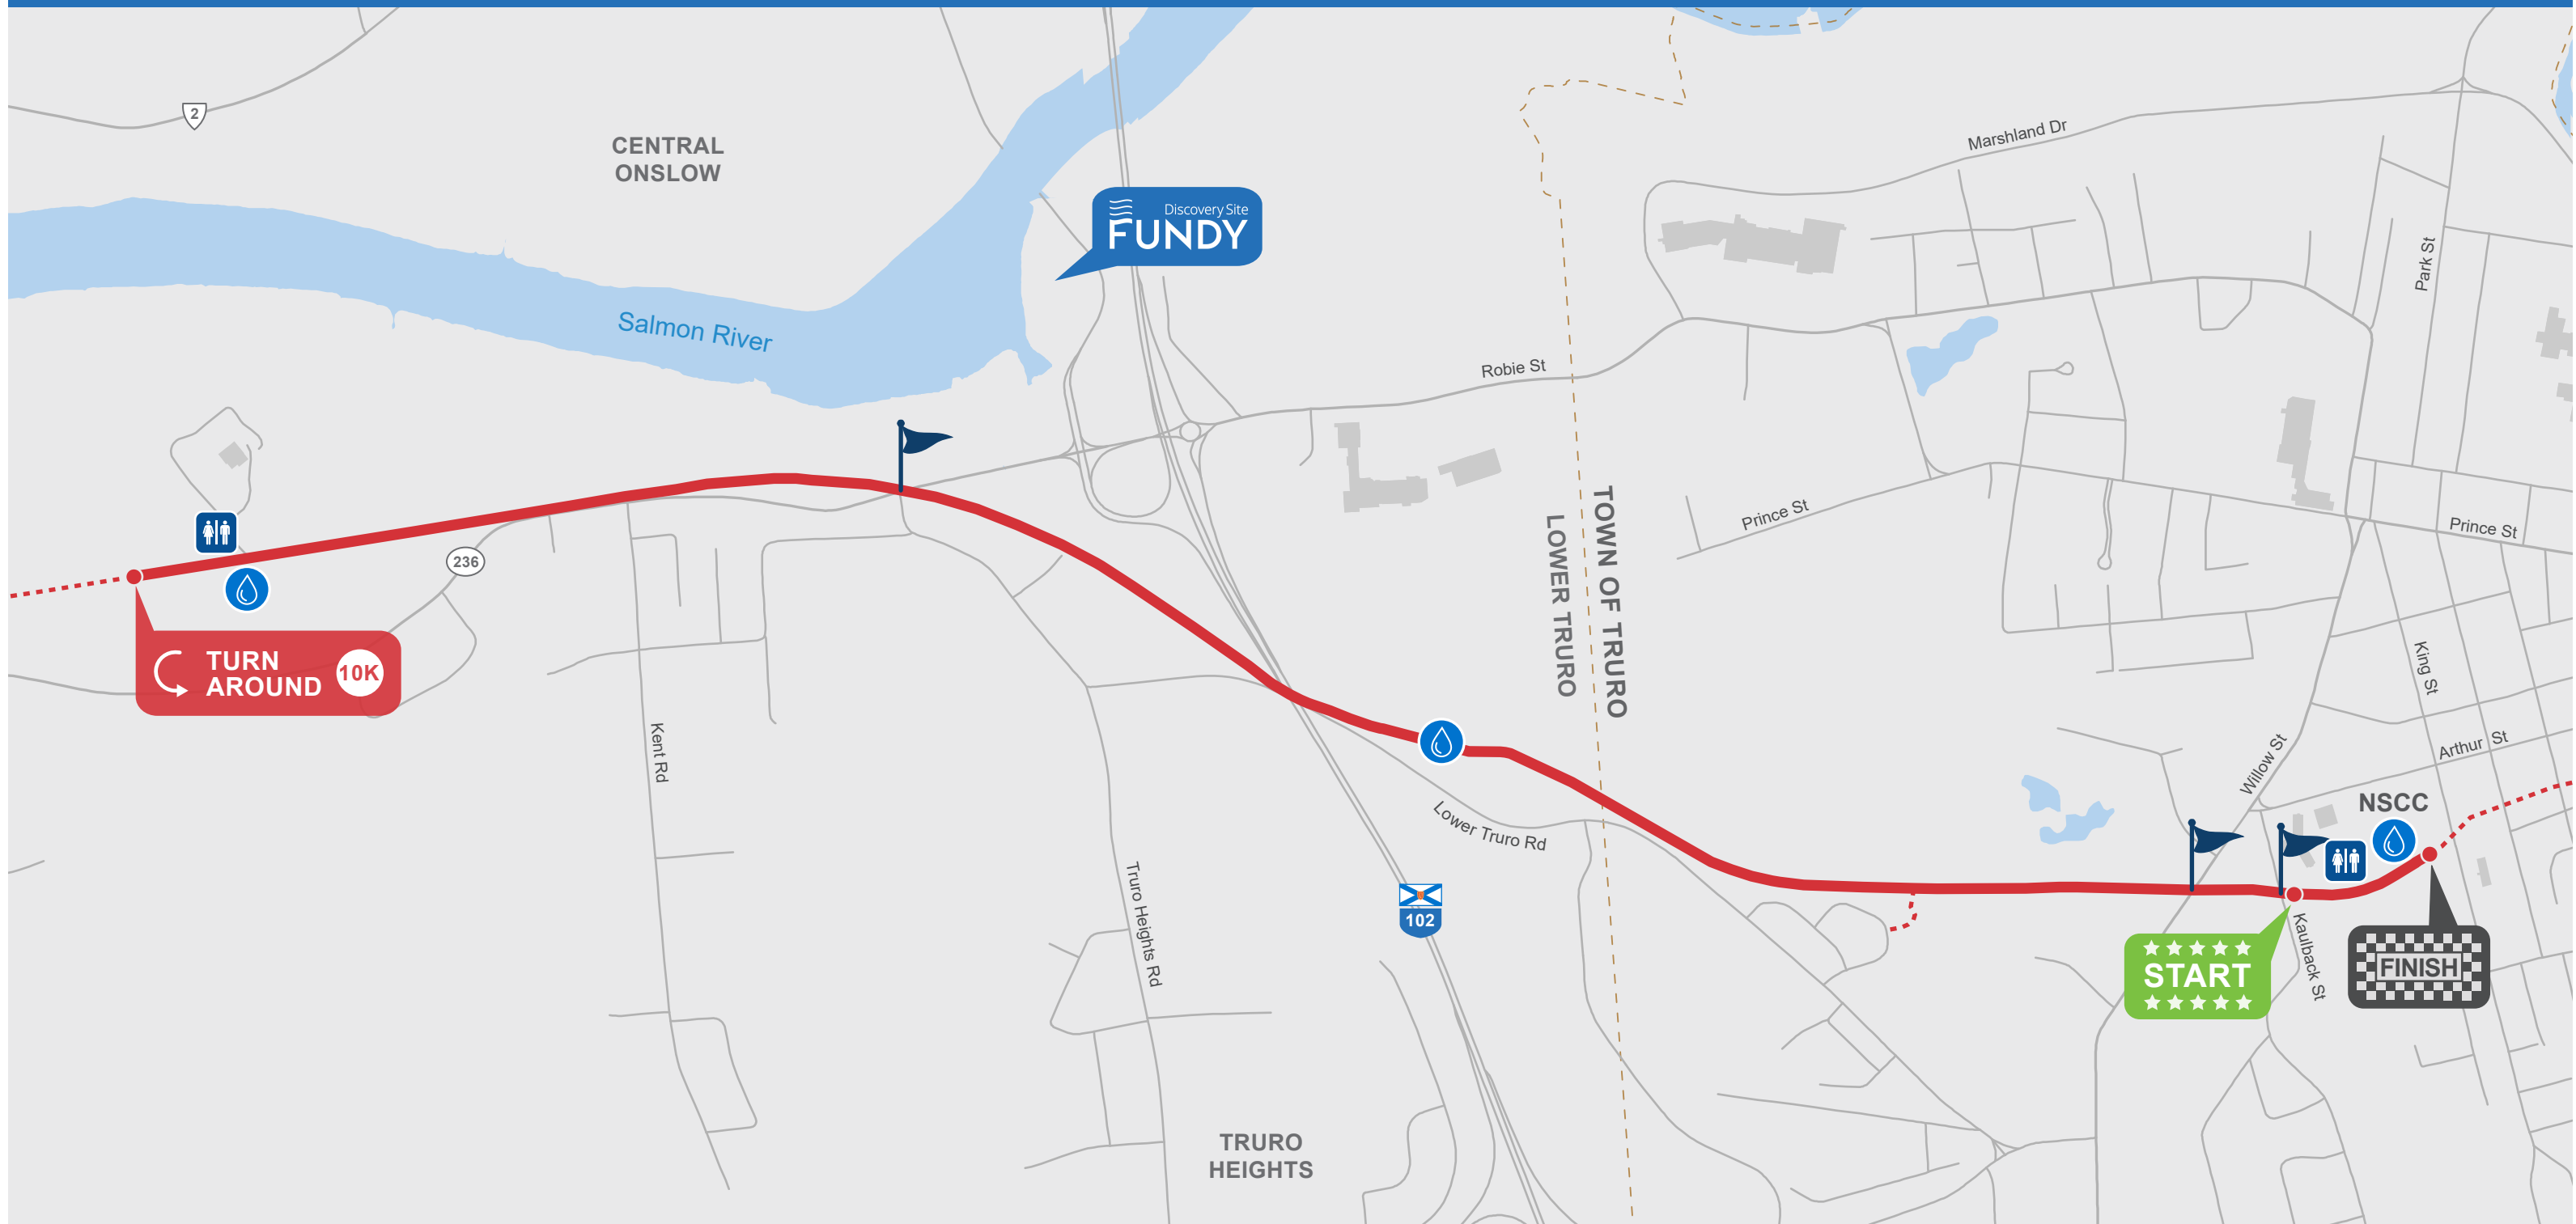 2
CENTRAL
ONSLOW
Marshland Dr
Discovery Site
FUNDY
Park St
Salmon River
Robie St
Prince St
Prince St
TOWN OF TRURO
LOWER TRURO
236
TURN
AROUND
10K
King St
Kent Rd
Arthur St
Willow St
NSCC
Lower Truro Rd
Truro Heights Rd
102
Kaulback St
START
FINISH
TRURO
HEIGHTS